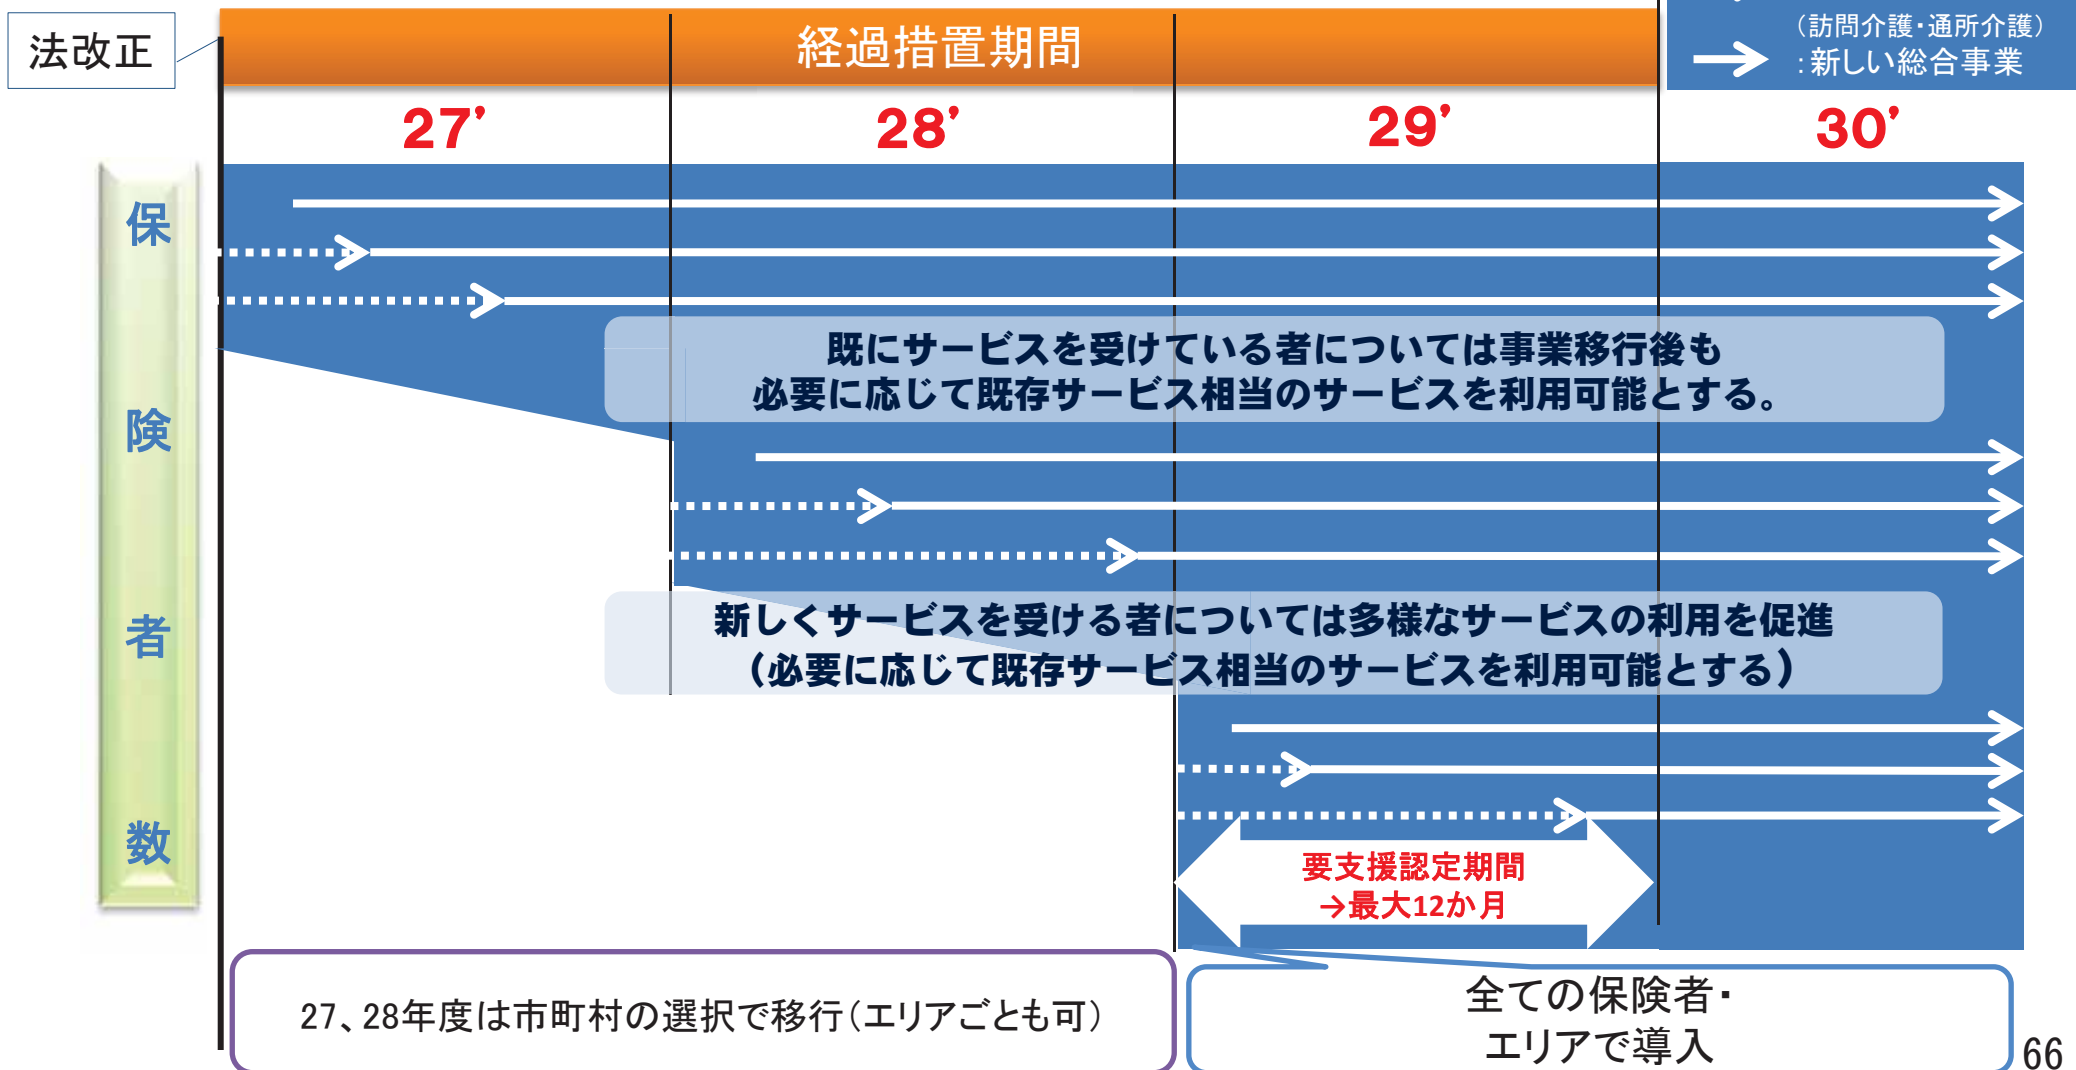 法改正
経過措置期間
（訪問介護・通所介護）
：新しい総合事業
27’
28’
29’
30’
保
険
者
数
既にサービスを受けている者については事業移行後も
必要に応じて既存サービス相当のサービスを利用可能とする。
新しくサービスを受ける者については多様なサービスの利用を促進
（必要に応じて既存サービス相当のサービスを利用可能とする）
要支援認定期間
→最大12か月
27、28年度は市町村の選択で移行（エリアごとも可）
全ての保険者・
エリアで導入
66